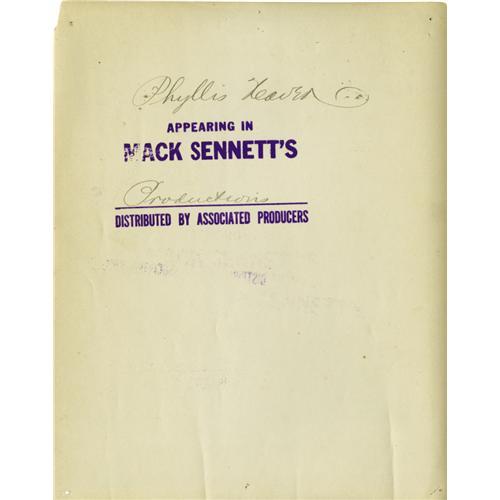 Phyllis Haver
APPEARING IN
MACK SENNETT'S
Productions
DISTRIBUTED BY ASSOCIATED PRODUCERS